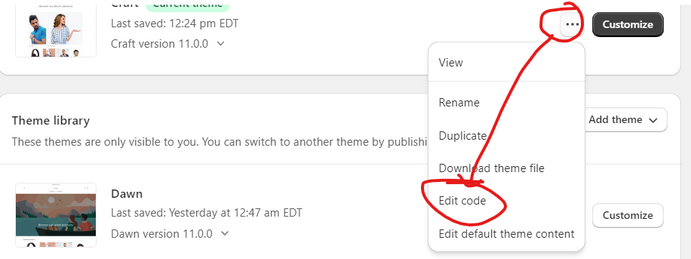 Craft Current theme
Last saved: 12:24 pm EDT
Craft version 11.0.0
Customize
View
Rename
Duplicate
Download theme file
Edit code
Edit default theme content
Theme library
Add theme
These themes are only visible to you. You can switch to another theme by publishi
Dawn
Last saved: Yesterday at 12:47 am EDT
Dawn version 11.0.0
Customize